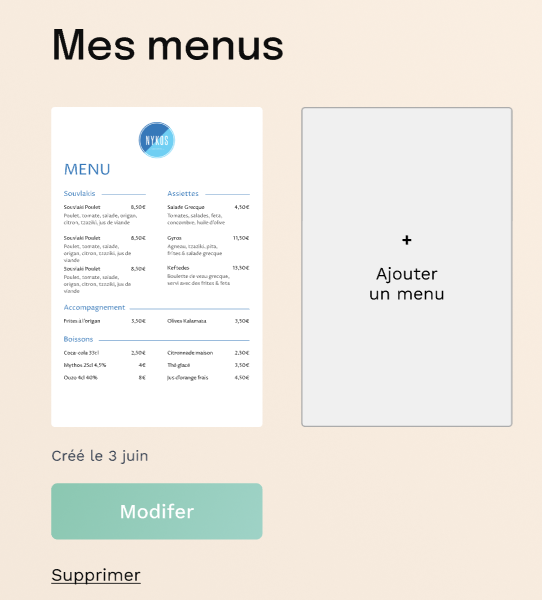 Mes menus
NYKOS
MENU
Souvlakis
Souvlaki Poulet 8,50€
Poulet, tomate, salade, origan,
citron, tzaziki, jus de viande
Souvlaki Poulet 8,50€
Poulet, tomate, salade,
origan, citron, tzaziki, jus de
viande
Souvlaki Poulet 8,50€
Poulet, tomate, salade,
origan, citron, tzaziki, jus de
viande
Assiettes
Salade Grecque 4,50€
Tomates, salades, feta,
concombre, huile d'olive
Gyros 11,50€
Agneau, tzadziki, pita,
frites & salade grecque
Keftedes 13,50€
Boulette de veau grecque,
servi avec des frites & feta
Accompagnement
Frites à l'origan 3,50€ Olives Kalamata 3,50€
Boissons
Coca-cola 33cl 2,50€ Citronnade maison 2,50€
Mythos 25cl 4,5% 4€ Thé glacé 3,50€
Ouzo 4cl 40% 8€ Jus d'orange frais 4,50€
+
Ajouter
un menu
Créé le 3 juin
Modifer
Supprimer